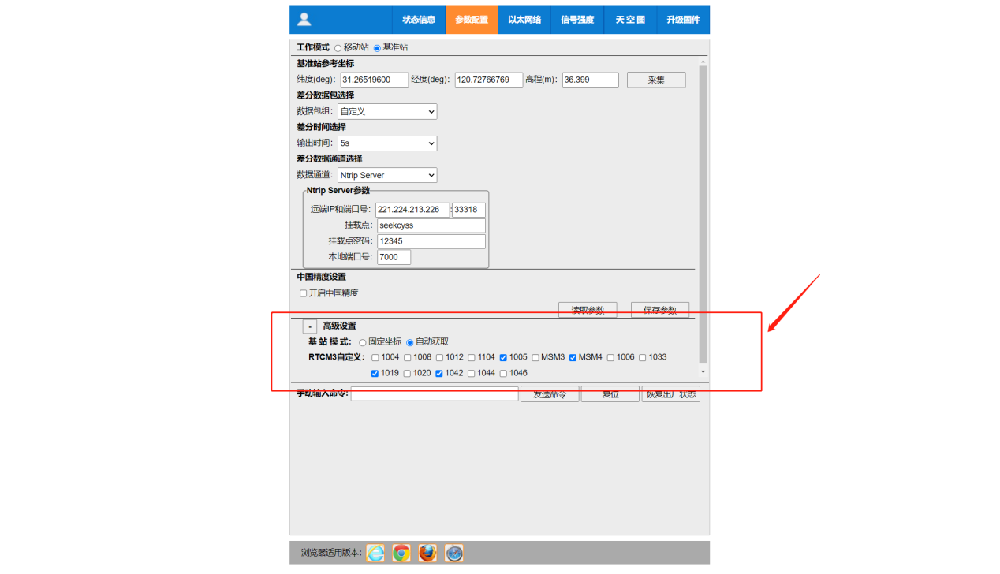 状态信息 参数配置 以太网络 信号强度 天空图 升级固件
工作模式 移动站 基准站
基准站参考坐标
纬度(deg): 31.26519600 经度(deg): 120.72766769 高程(m): 36.399 采集
差分数据包选择
数据包组: 自定义
差分时间选择
输出时间: 5s
差分数据通道选择
数据通道: Ntrip Server
Ntrip Server参数
远端IP和端口号: 221.224.213.226 : 33318
挂载点: seekcyss
挂载点密码: 12345
本地端口号: 7000
中国精度设置
开启中国精度
读取参数 保存参数
- 高级设置
基 站 模 式: 固定坐标 自动获取
RTCM3自定义: 1004 1008 1012 1104 1005 MSM3 MSM4 1006 1033
1019 1020 1042 1044 1046
手动输入命令: 发送命令 复位 恢复出厂状态
浏览器适用版本: